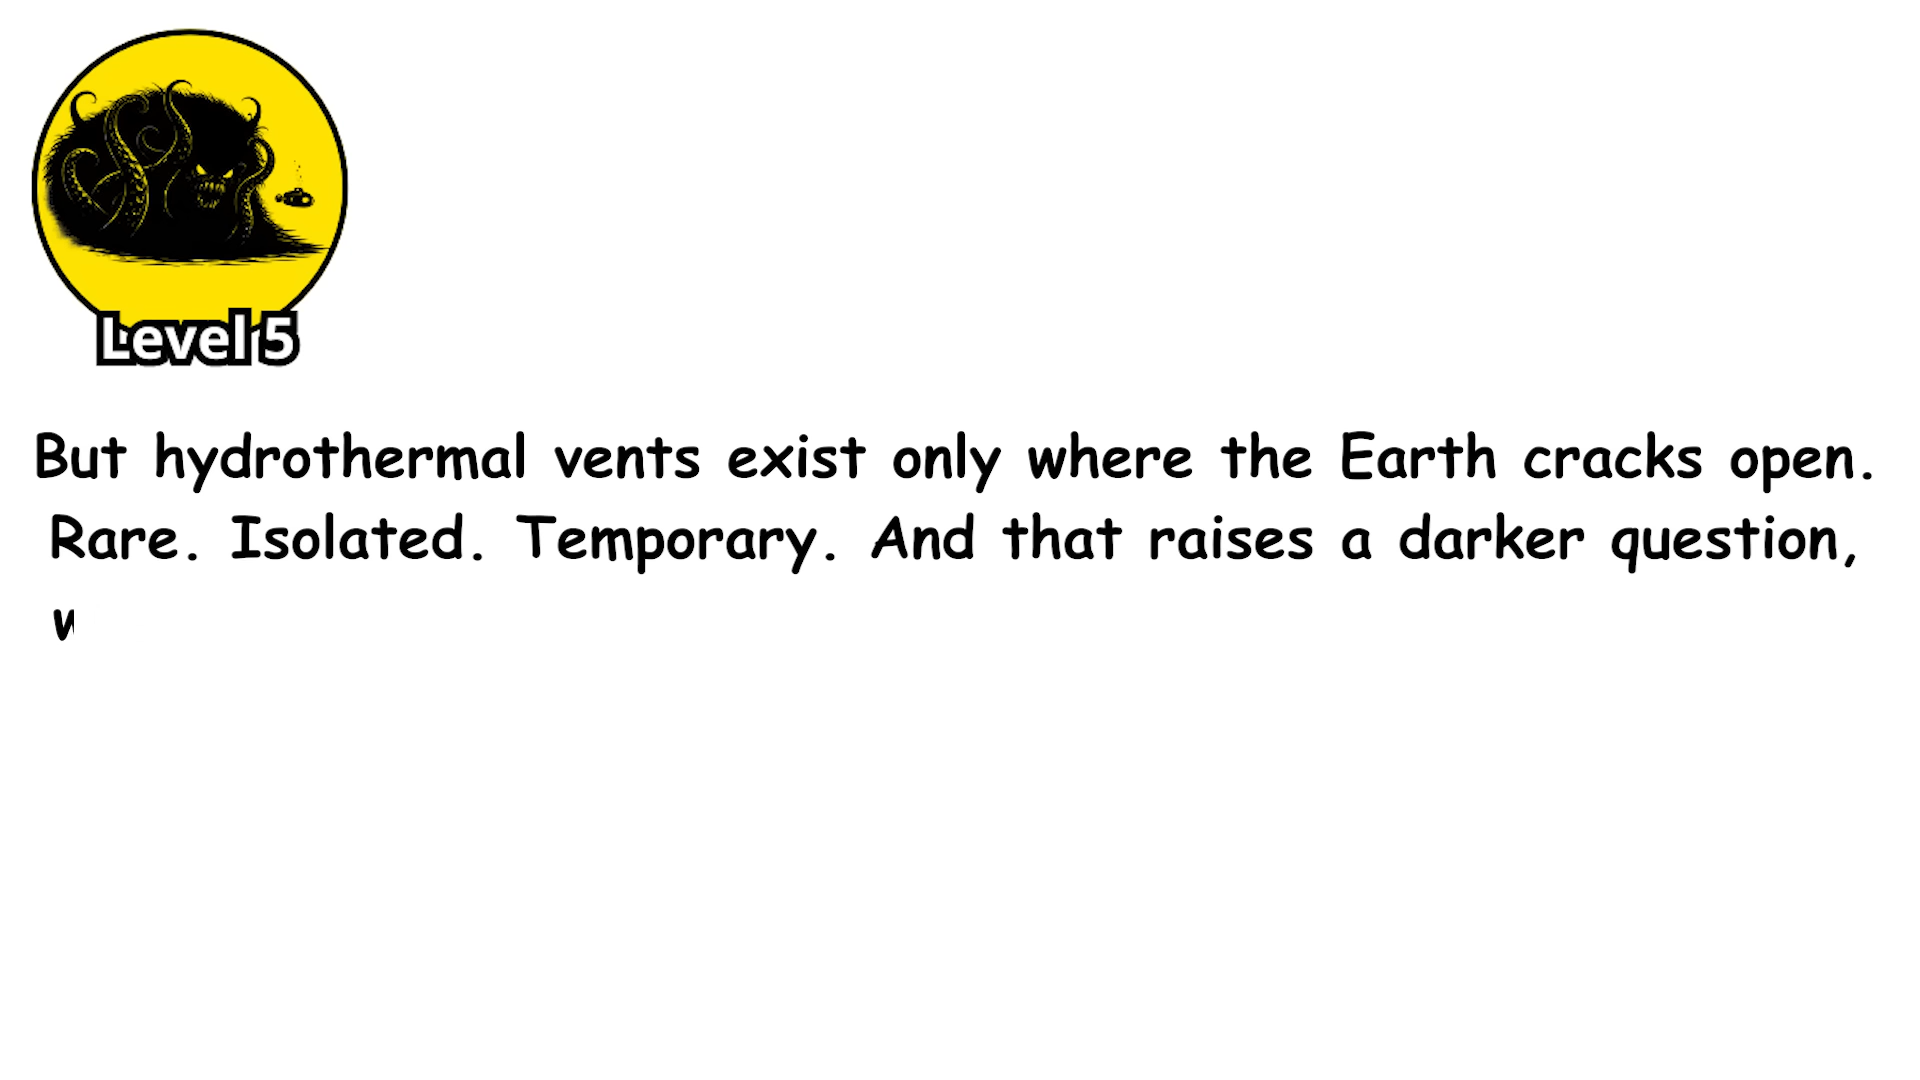 Level 5
But hydrothermal vents exist only where the Earth cracks open.
Rare. Isolated. Temporary. And that raises a darker question,